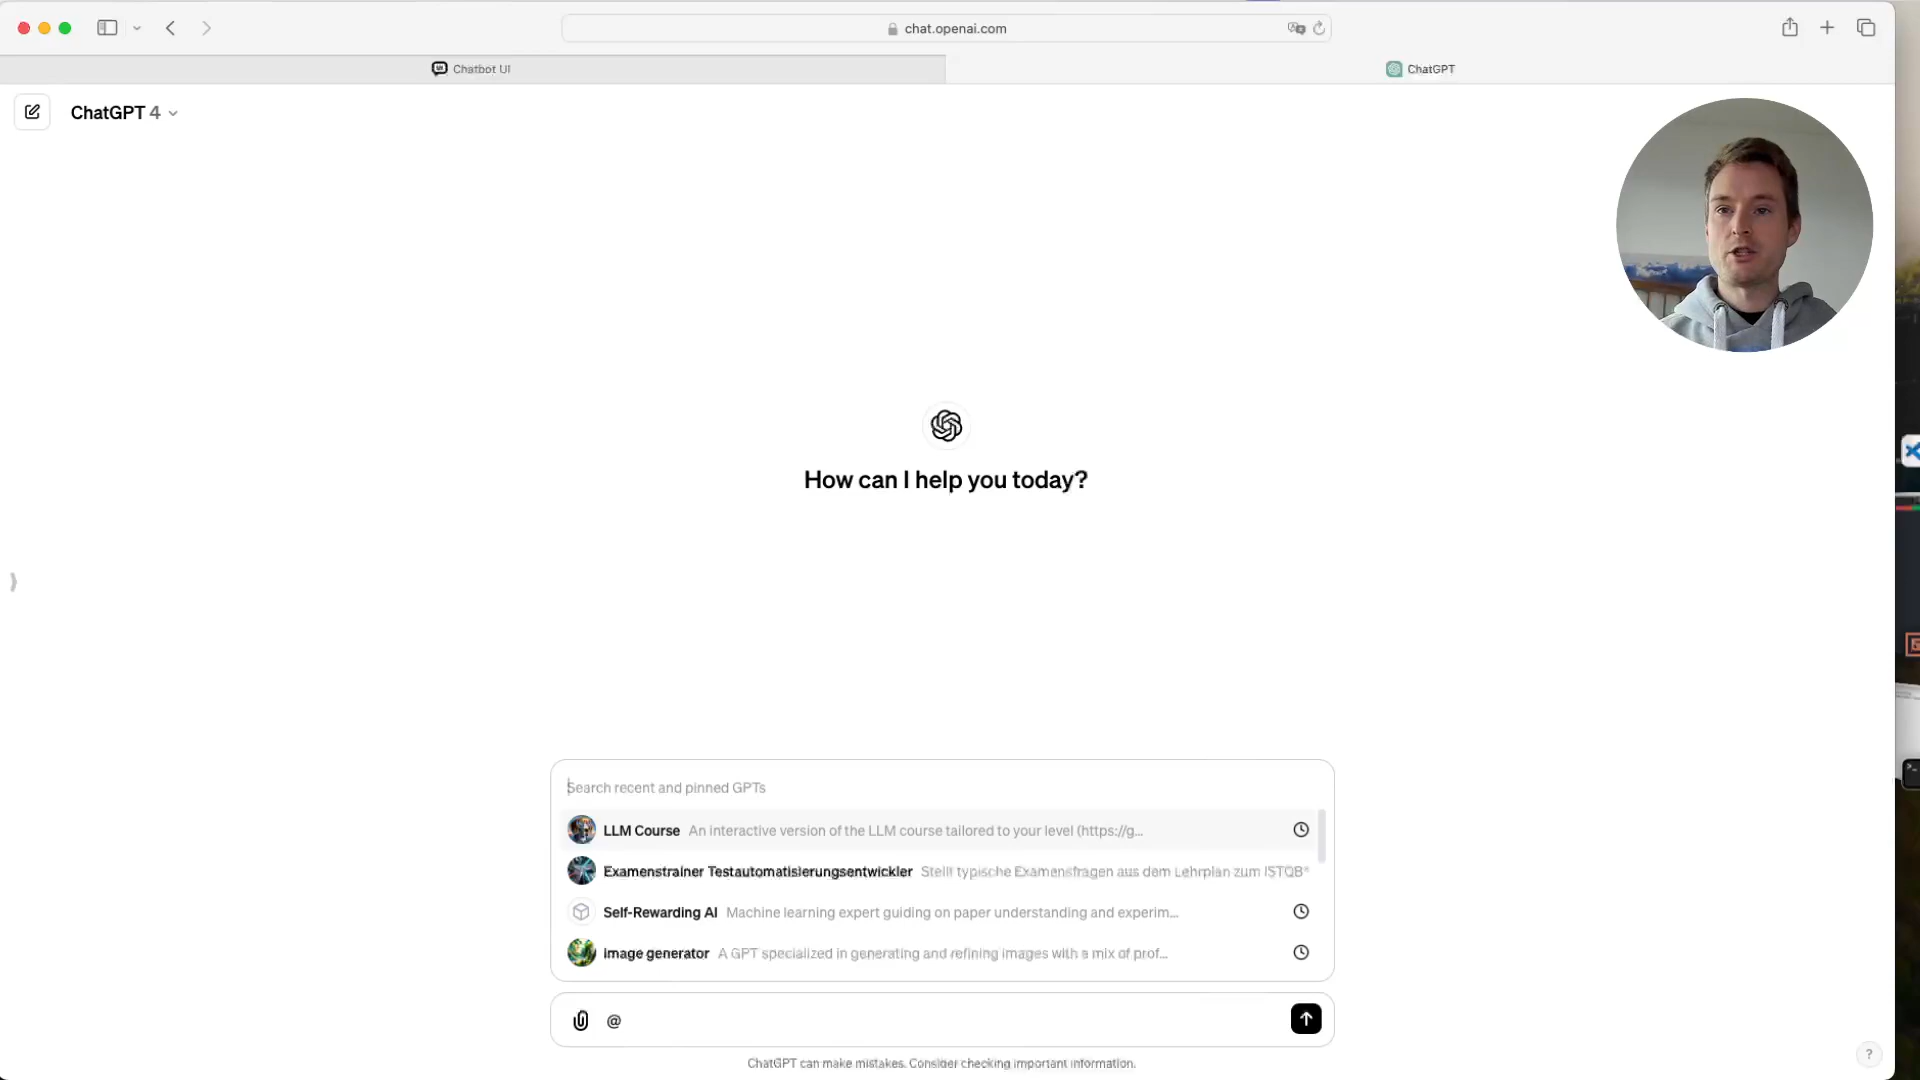 chat.openai.com
Chatbot UI
ChatGPT
ChatGPT 4
How can I help you today?
Search recent and pinned GPTs
LLM Course An interactive version of the LLM course tailored to your level (https://g...
Examenstrainer Testautomatisierungsentwickler Stellt typische Examensfragen aus dem Lehrplan zum ISTQB*
Self-Rewarding AI Machine learning expert guiding on paper understanding and experim...
image generator A GPT specialized in generating and refining images with a mix of prof...
@
ChatGPT can make mistakes. Consider checking important information.
?